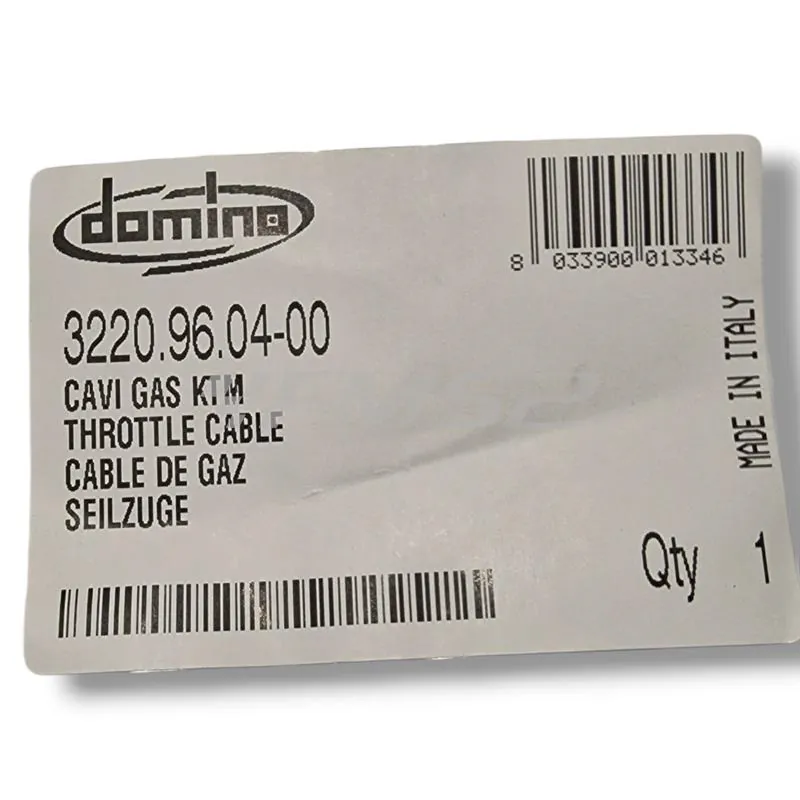 domino
8 033900 013346
3220.96.04-00
CAVI GAS KTM
THROTTLE CABLE
CABLE DE GAZ
SEILZUGE
MADE IN ITALY
Qty 1